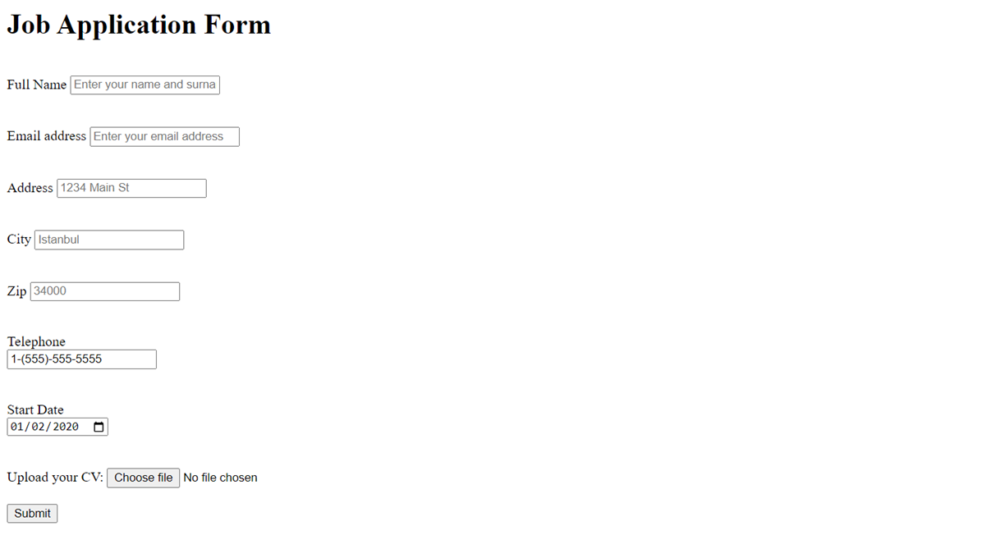 Job Application Form
Full Name Enter your name and surna
Email address Enter your email address
Address 1234 Main St
City Istanbul
Zip 34000
Telephone
1-(555)-555-5555
Start Date
01/02/2020
Upload your CV: Choose file No file chosen
Submit